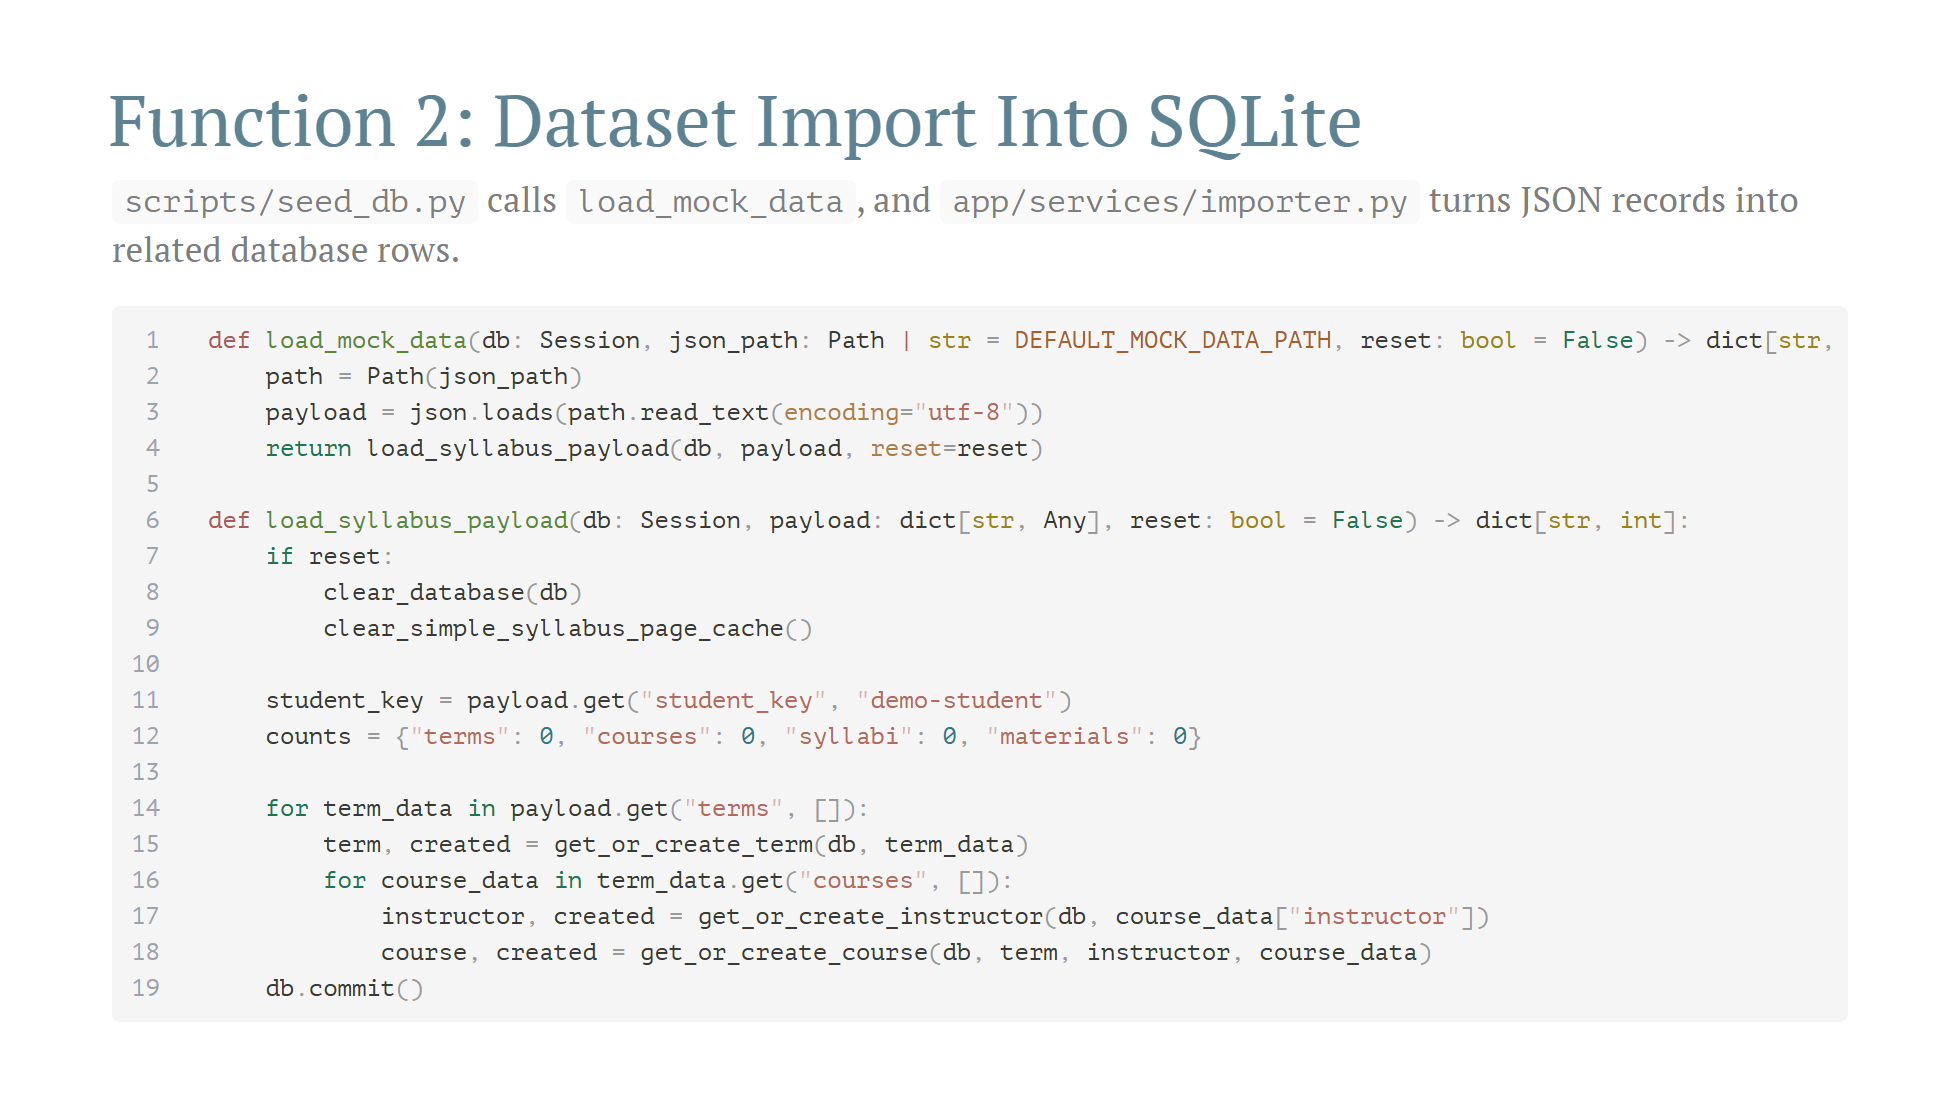 Function 2: Dataset Import Into SQLite
scripts/seed_db.py calls load_mock_data, and app/services/importer.py turns JSON records into
related database rows.
1 def load_mock_data(db: Session, json_path: Path | str = DEFAULT_MOCK_DATA_PATH, reset: bool = False) -> dict[str,
2     path = Path(json_path)
3     payload = json.loads(path.read_text(encoding="utf-8"))
4     return load_syllabus_payload(db, payload, reset=reset)
5
6 def load_syllabus_payload(db: Session, payload: dict[str, Any], reset: bool = False) -> dict[str, int]:
7     if reset:
8         clear_database(db)
9         clear_simple_syllabus_page_cache()
10
11     student_key = payload.get("student_key", "demo-student")
12     counts = {"terms": 0, "courses": 0, "syllabi": 0, "materials": 0}
13
14     for term_data in payload.get("terms", []):
15         term, created = get_or_create_term(db, term_data)
16         for course_data in term_data.get("courses", []):
17             instructor, created = get_or_create_instructor(db, course_data["instructor"])
18             course, created = get_or_create_course(db, term, instructor, course_data)
19     db.commit()